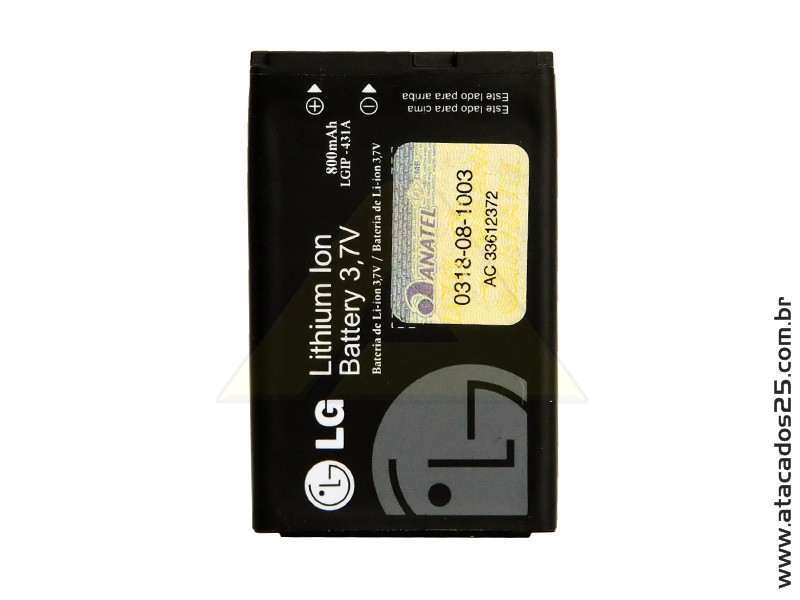 LG
Lithium Ion
Battery 3,7V
800mAh
LGIP -431A
Bateria de Li-ion 3,7V / Bateria de Li-ion 3,7V
Este lado para cima
Este lado para arriba
ANATEL
0318-08-1003
AC 33612372
www.atacados25.com.br